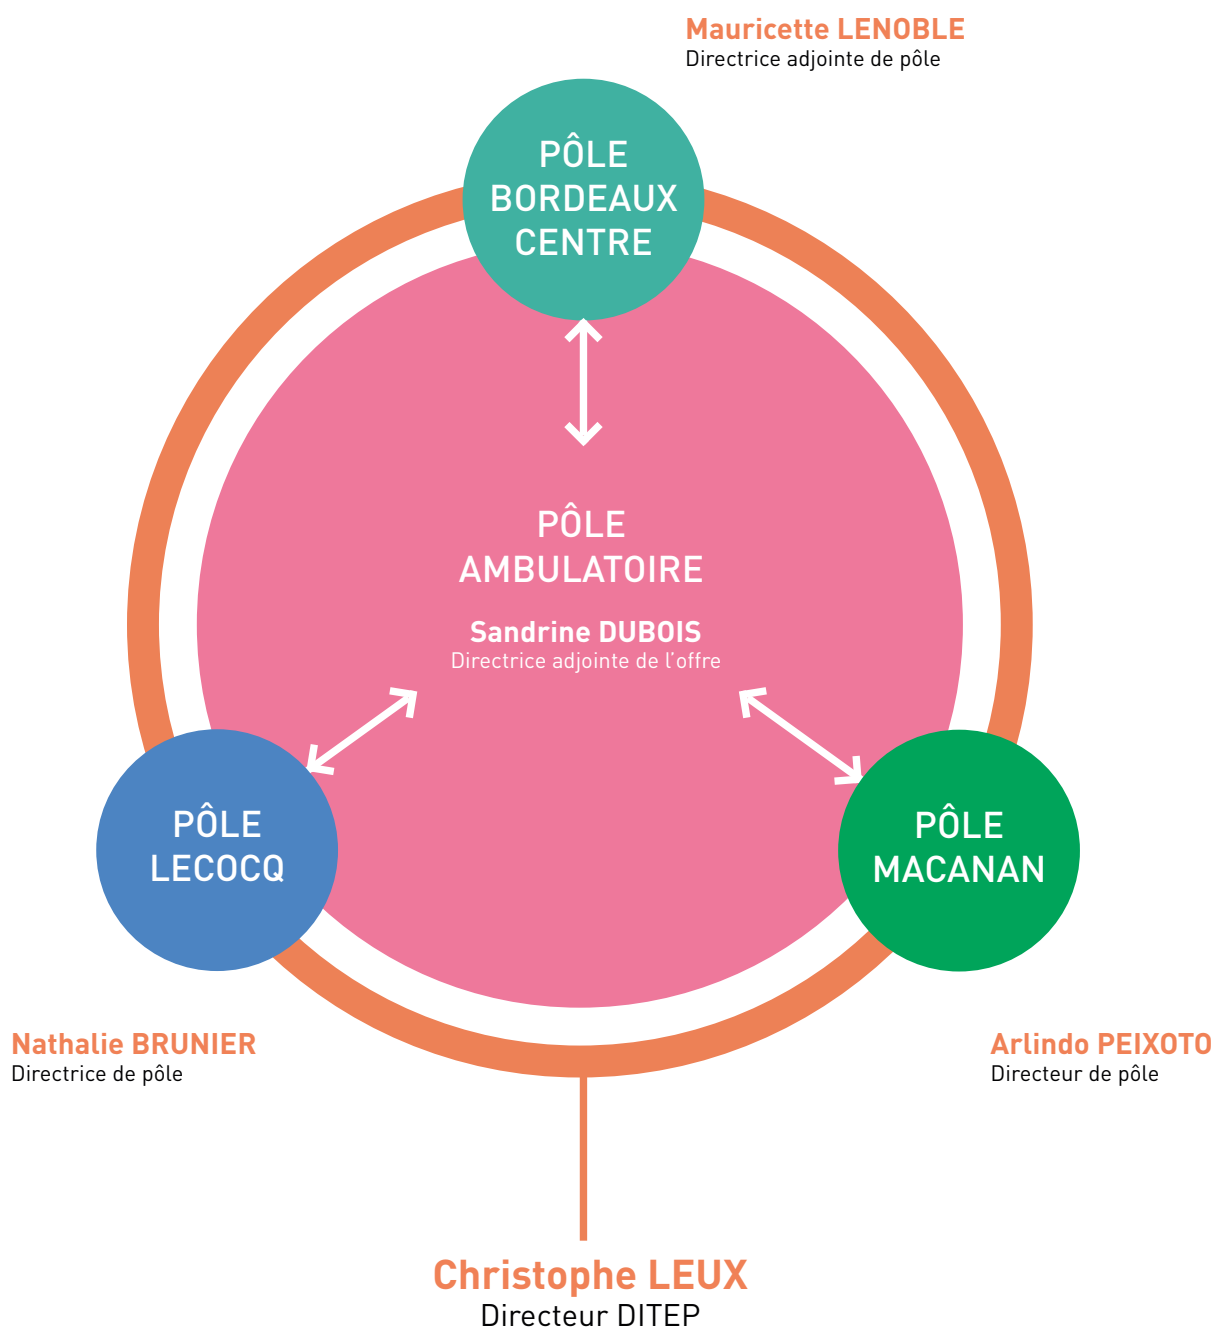 Mauricette LENOBLE
Directrice adjointe de pôle
PÔLE
BORDEAUX
CENTRE
PÔLE
AMBULATOIRE
Sandrine DUBOIS
Directrice adjointe de l'offre
PÔLE
LECOCQ
PÔLE
MACANAN
Nathalie BRUNIER
Directrice de pôle
Arlindo PEIXOTO
Directeur de pôle
Christophe LEUX
Directeur DITEP